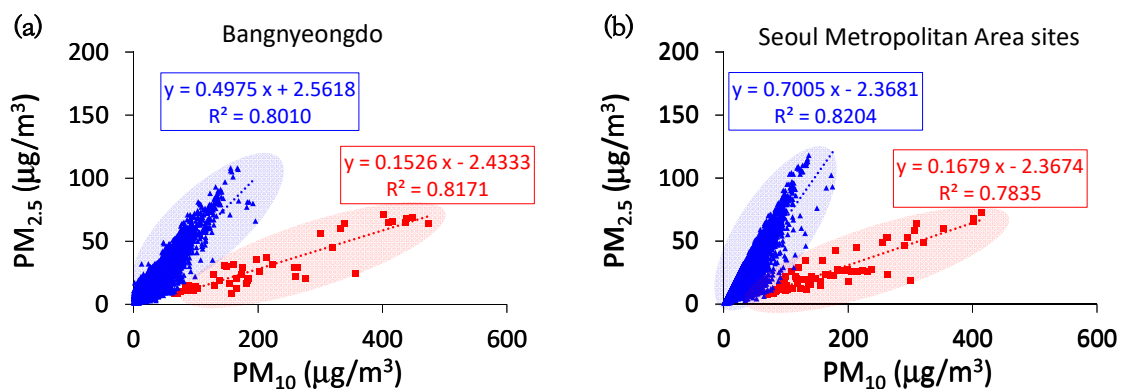 (a)
Bangnyeongdo
200
150
100
50
0
PM2.5 (µg/m³)
y = 0.4975 x + 2.5618
R² = 0.8010
y = 0.1526 x - 2.4333
R² = 0.8171
0 200 400 600
PM10 (µg/m³)
(b)
Seoul Metropolitan Area sites
200
150
100
50
0
PM2.5 (µg/m³)
y = 0.7005 x - 2.3681
R² = 0.8204
y = 0.1679 x - 2.3674
R² = 0.7835
0 200 400 600
PM10 (µg/m³)